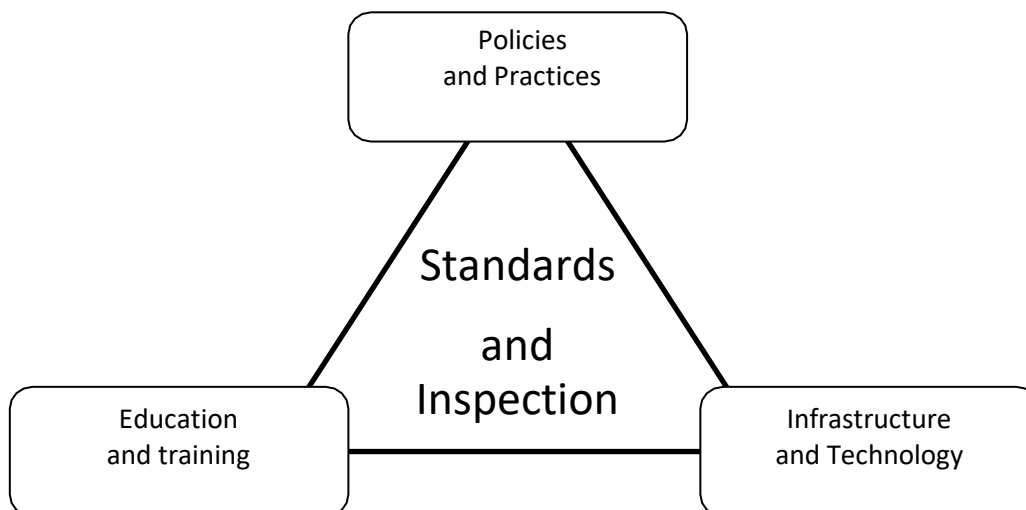 Policies
and Practices
Standards
and
Inspection
Education
and training
Infrastructure
and Technology